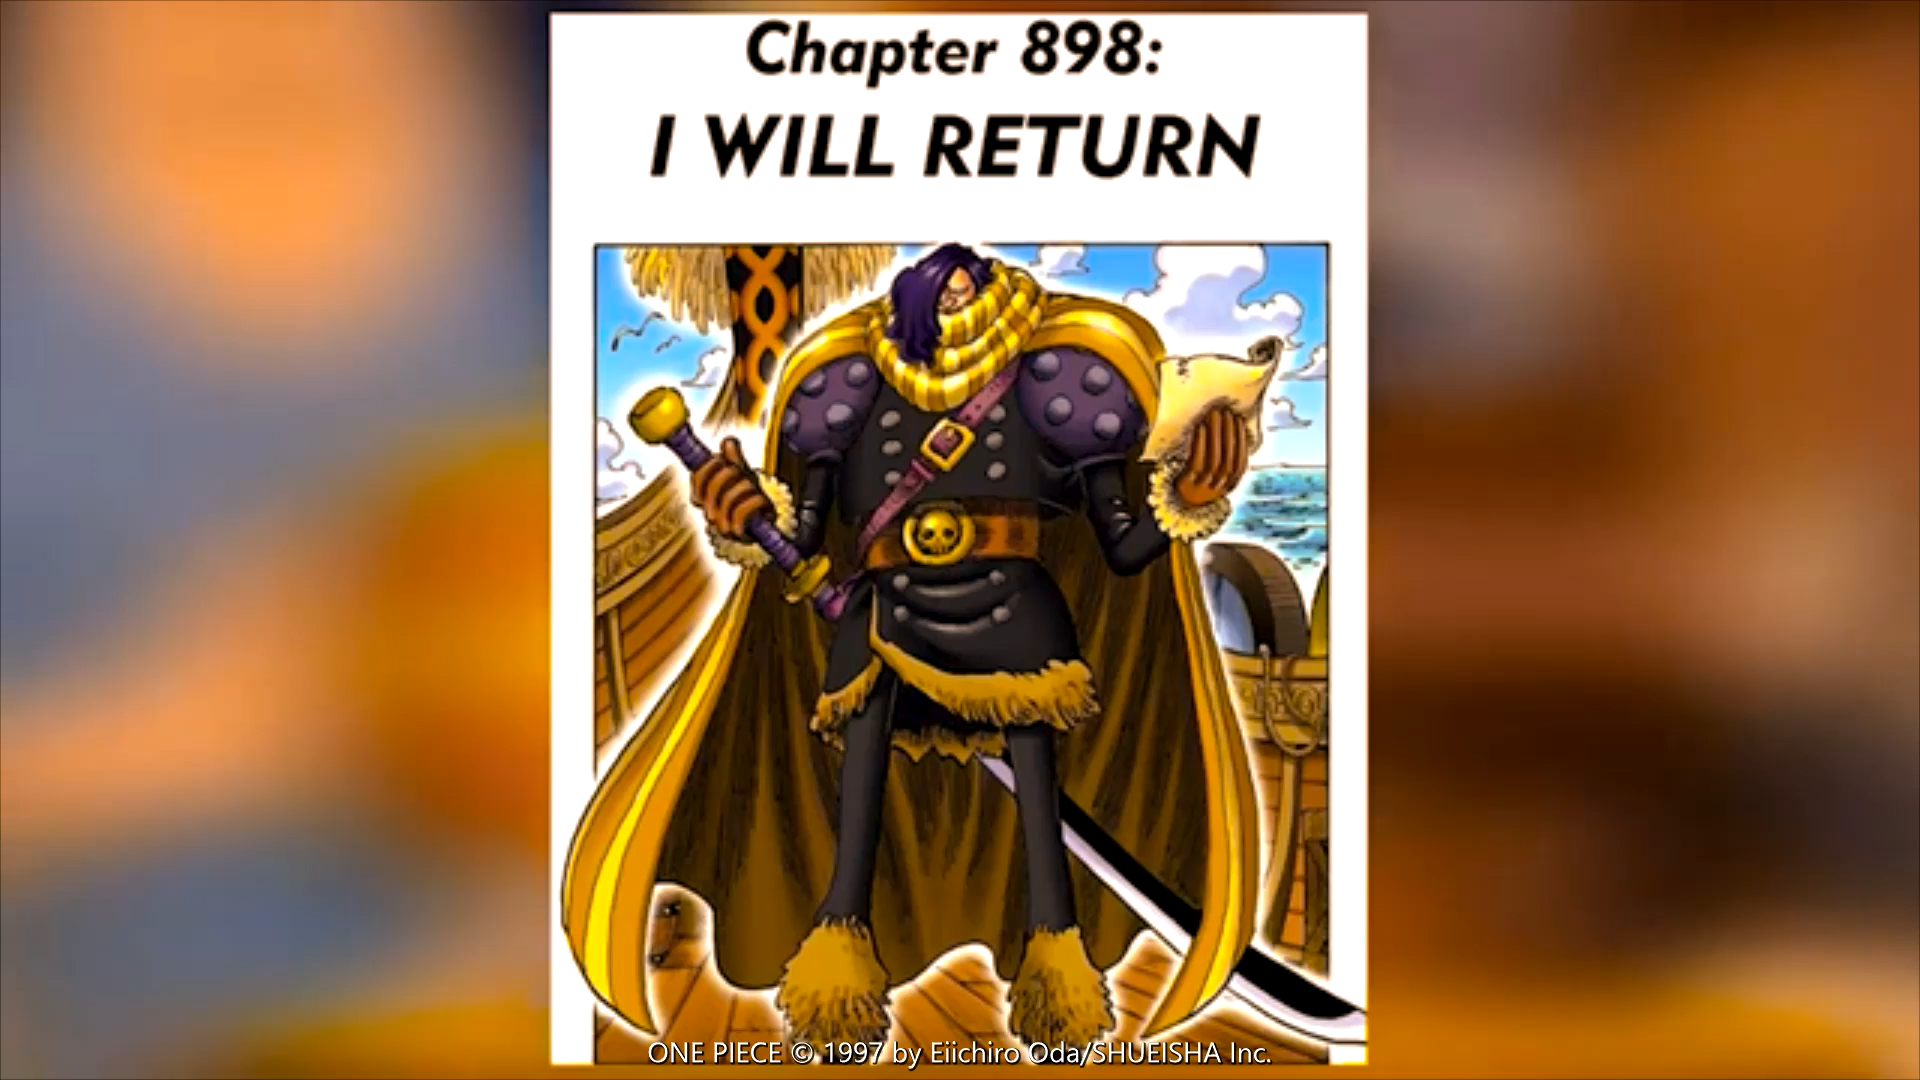 Chapter 898:
I WILL RETURN
ONE PIECE © 1997 by Eiichiro Oda/SHUEISHA Inc.